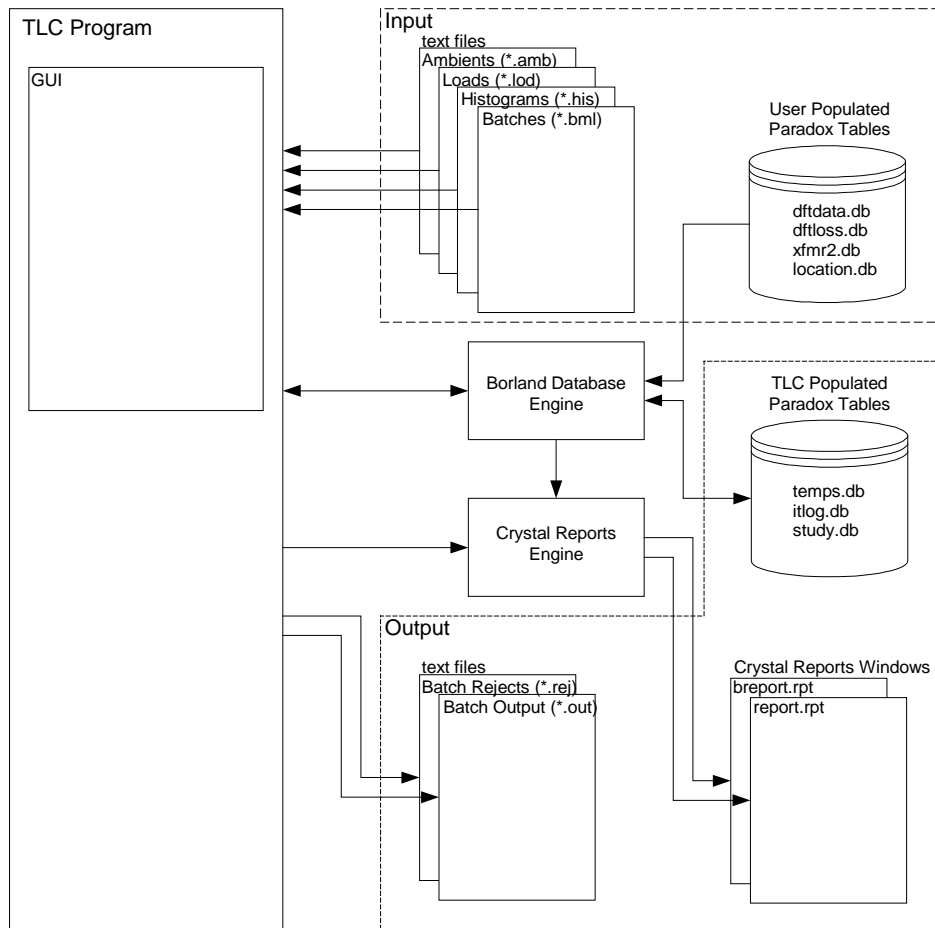 TLC Program
GUI
Input
text files
Ambients (*.amb)
Loads (*.lod)
Histograms (*.his)
Batches (*.bml)
User Populated
Paradox Tables
dftdata.db
dftloss.db
xfmr2.db
location.db
Borland Database
Engine
TLC Populated
Paradox Tables
temps.db
itlog.db
study.db
Crystal Reports
Engine
Output
text files
Batch Rejects (*.rej)
Batch Output (*.out)
Crystal Reports Windows
breport.rpt
report.rpt